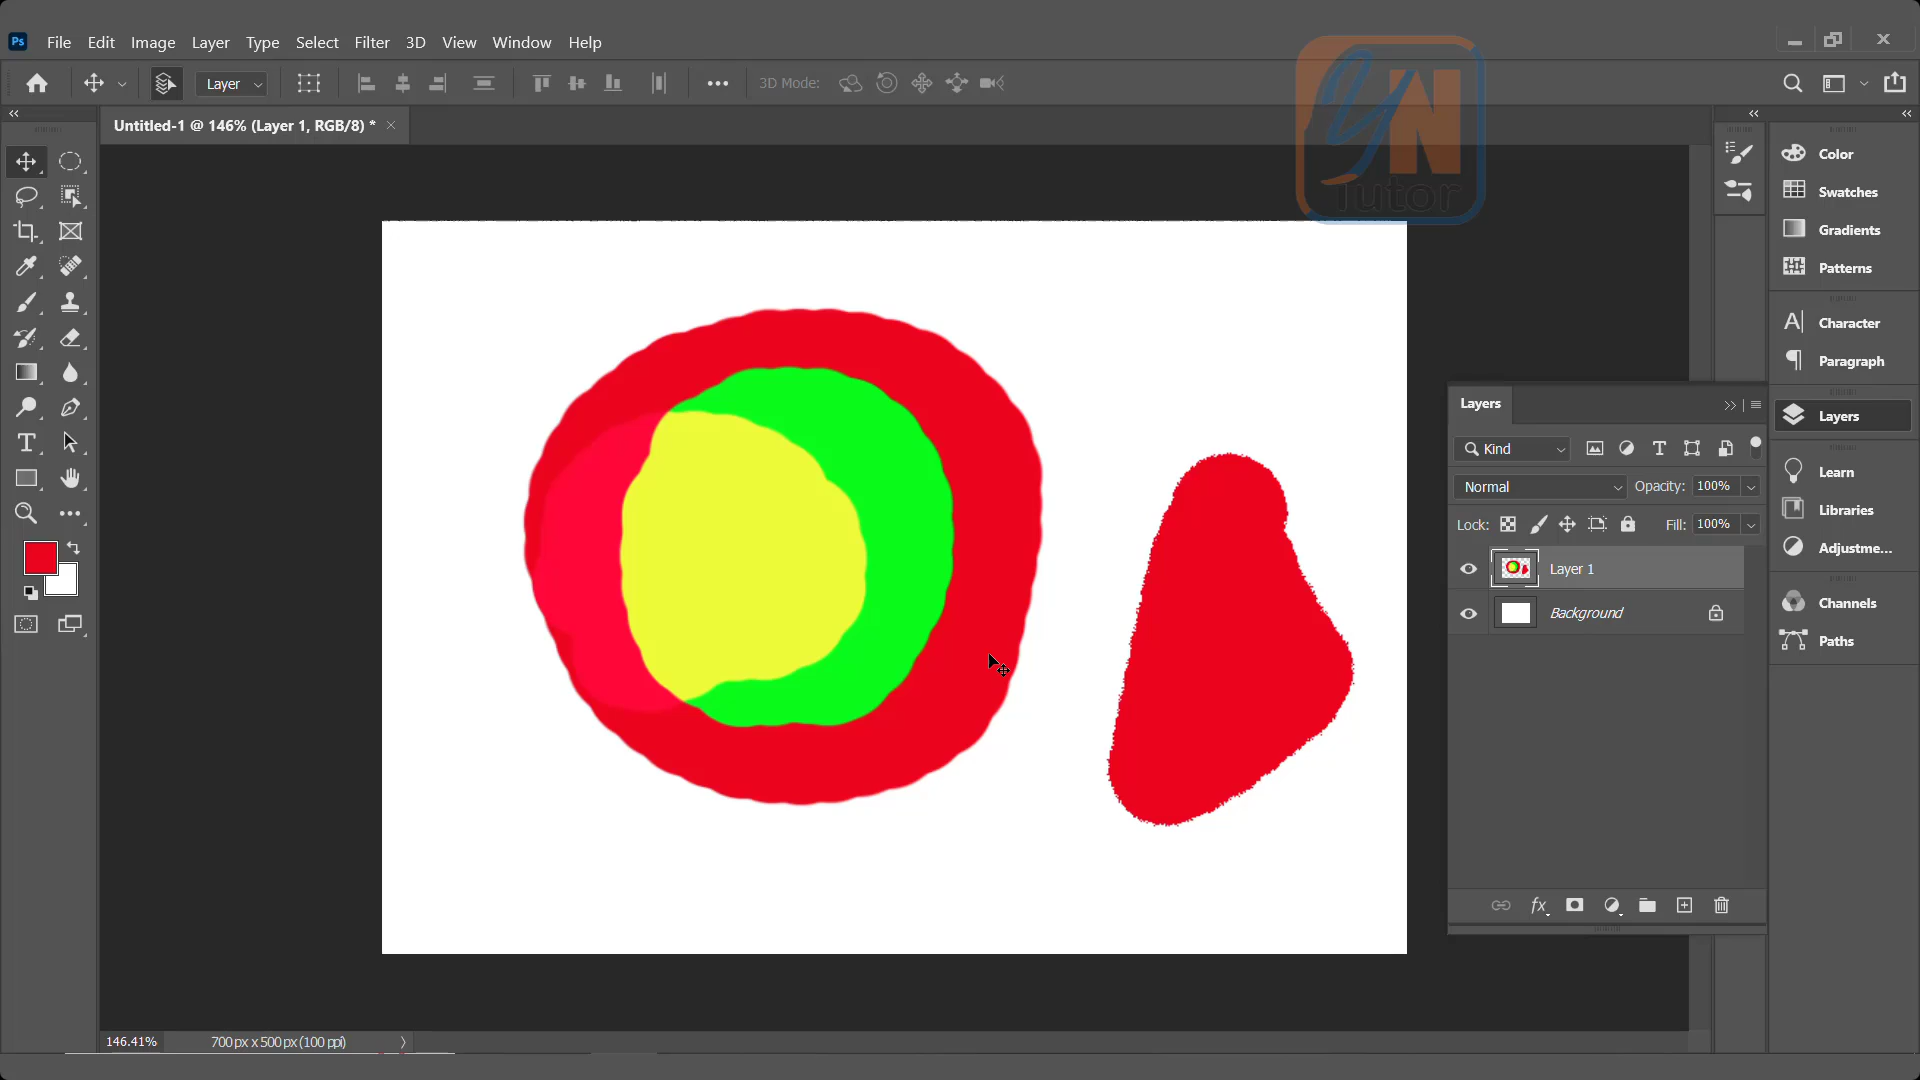 Ps File Edit Image Layer Type Select Filter 3D View Window Help
Layer 3D Mode:
YN
Tutor
Untitled-1 @ 146% (Layer 1, RGB/8) *
Color
Swatches
Gradients
Patterns
Character
Paragraph
Layers
Learn
Libraries
Adjustme...
Channels
Paths
Layers
Kind
Normal Opacity: 100%
Lock: Fill: 100%
Layer 1
Background
fx
146.41% 700 px x 500 px (100 ppi)